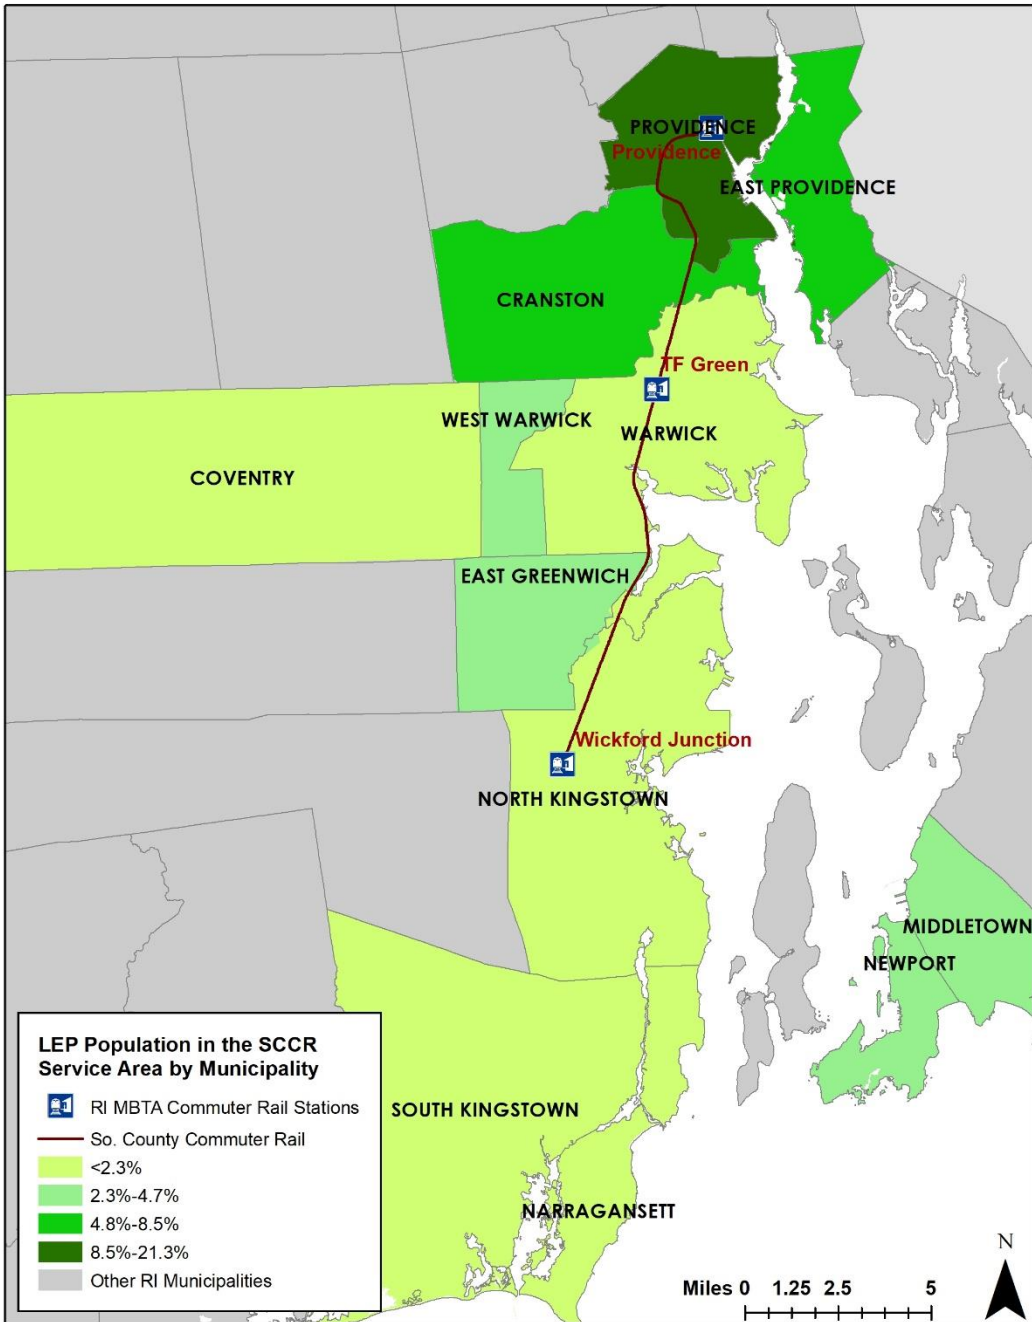 PROVIDENCE
Providence
EAST PROVIDENCE
CRANSTON
TF Green
WEST WARWICK
WARWICK
COVENTRY
EAST GREENWICH
Wickford Junction
NORTH KINGSTOWN
MIDDLETOWN
NEWPORT
SOUTH KINGSTOWN
NARRAGANSETT
LEP Population in the SCCR
Service Area by Municipality
RI MBTA Commuter Rail Stations
So. County Commuter Rail
<2.3%
2.3%-4.7%
4.8%-8.5%
8.5%-21.3%
Other RI Municipalities
N
Miles 0 1.25 2.5 5